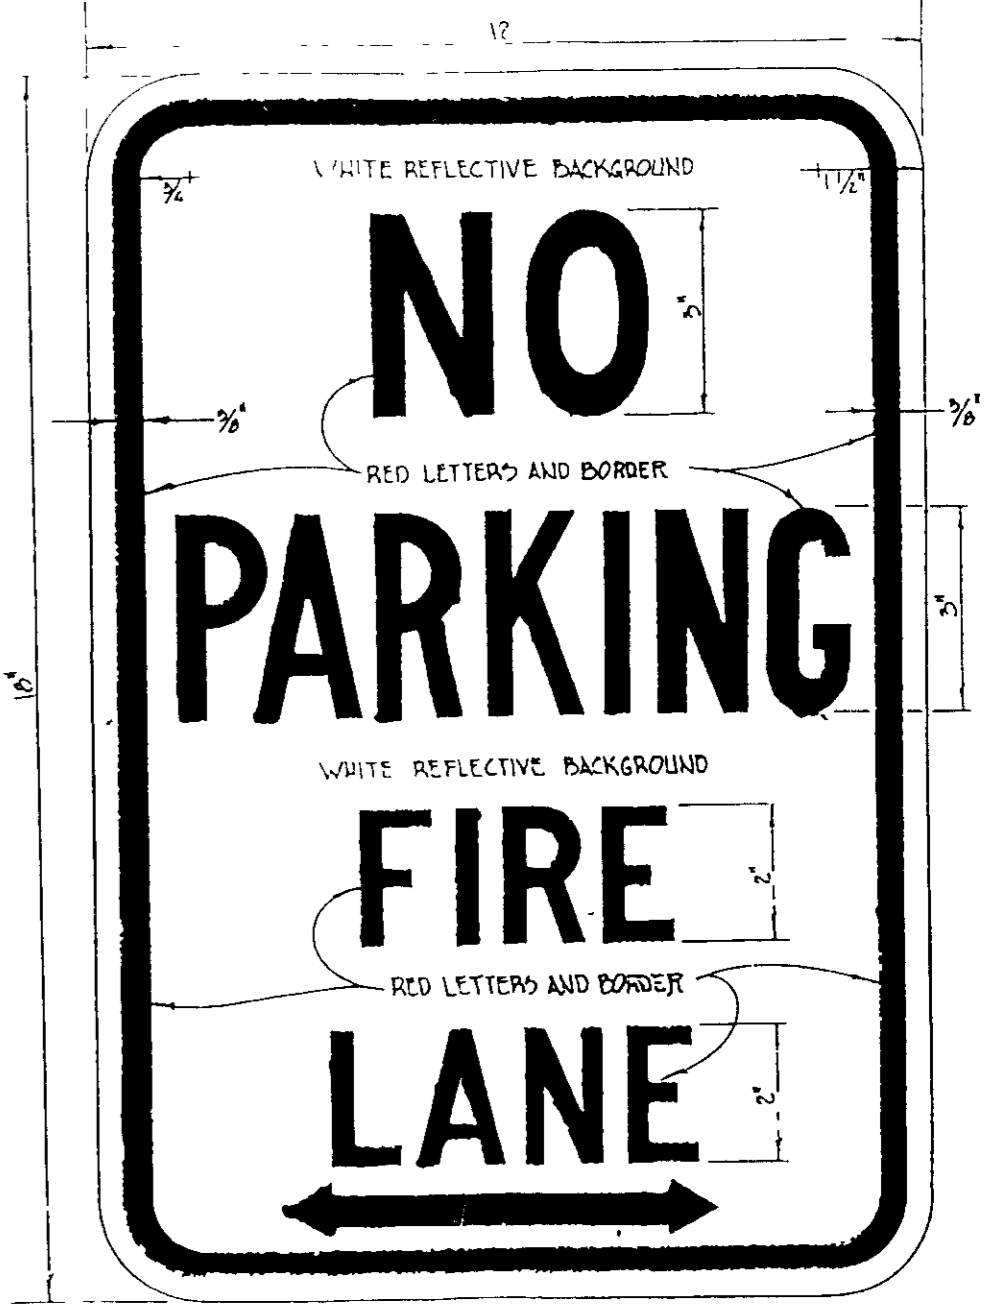 12
WHITE REFLECTIVE BACKGROUND
3/4
1 1/2"
NO
3"
3/8"
3/8"
RED LETTERS AND BORDER
PARKING
3"
18"
WHITE REFLECTIVE BACKGROUND
FIRE
2"
RED LETTERS AND BORDER
LANE
2"